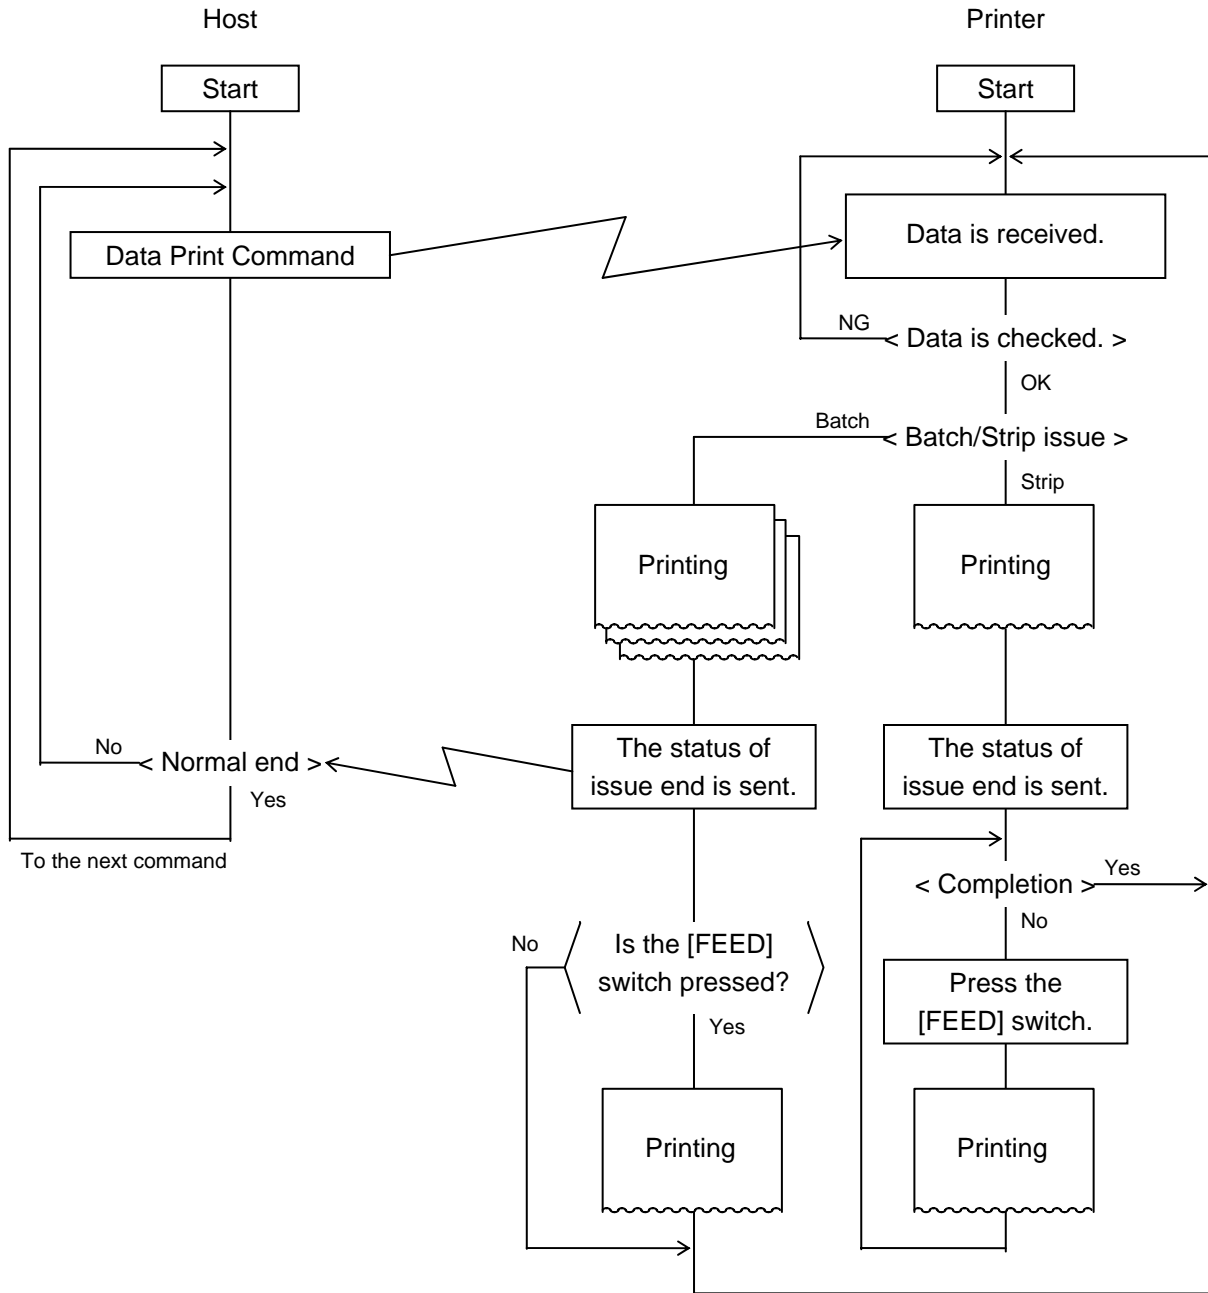 Host
Printer
Start
Start
Data Print Command
Data is received.
NG
< Data is checked. >
OK
Batch
< Batch/Strip issue >
Strip
Printing
Printing
No
< Normal end >
Yes
The status of
issue end is sent.
The status of
issue end is sent.
To the next command
< Completion >
Yes
No
No
Is the [FEED]
switch pressed?
Yes
Press the
[FEED] switch.
Printing
Printing